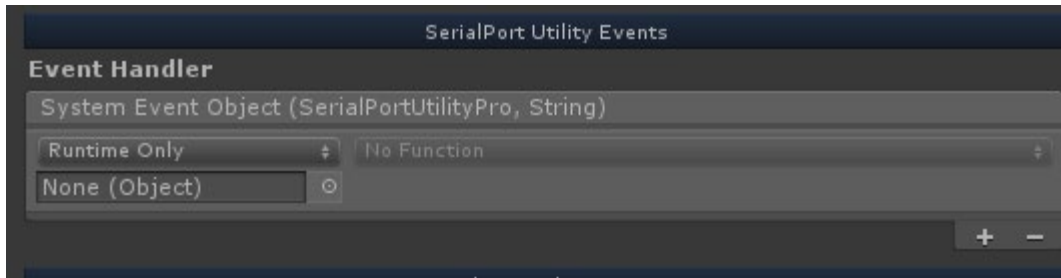 SerialPort Utility Events
Event Handler
System Event Object (SerialPortUtilityPro, String)
Runtime Only No Function
None (Object)
+ -